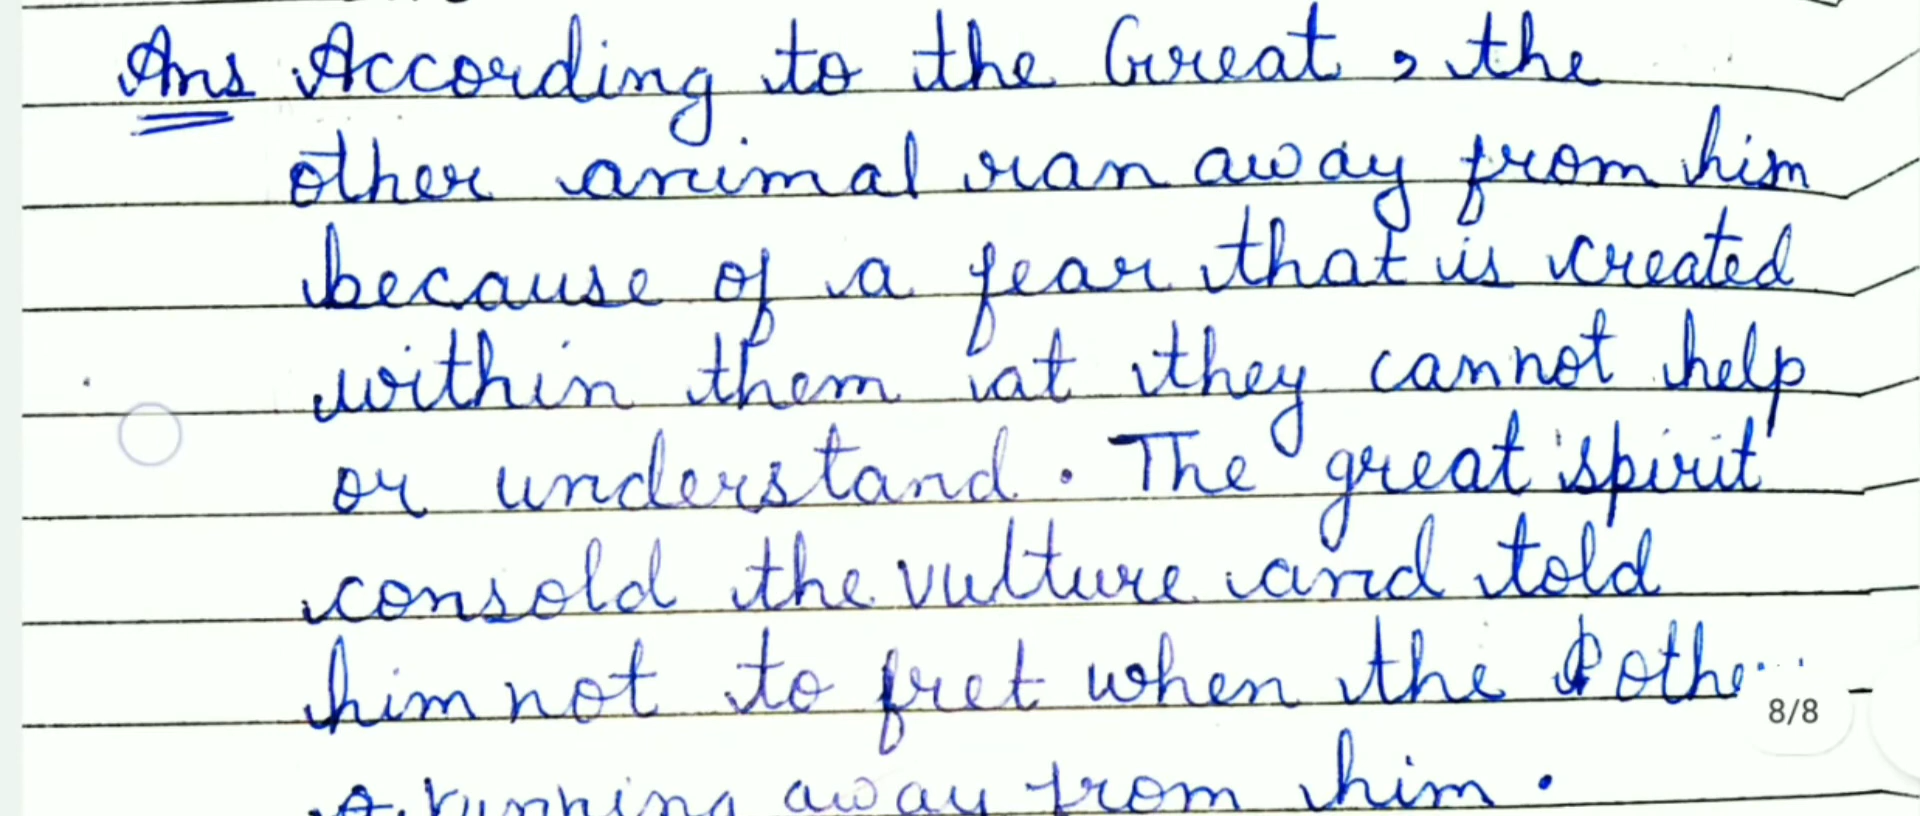 Ans According to the Great, the
other animal ran away from him
because of a fear that is created
within them at they cannot help
or understand. The great spirit
consold the vulture and told
him not to fret when the othe
running away from him.
8/8